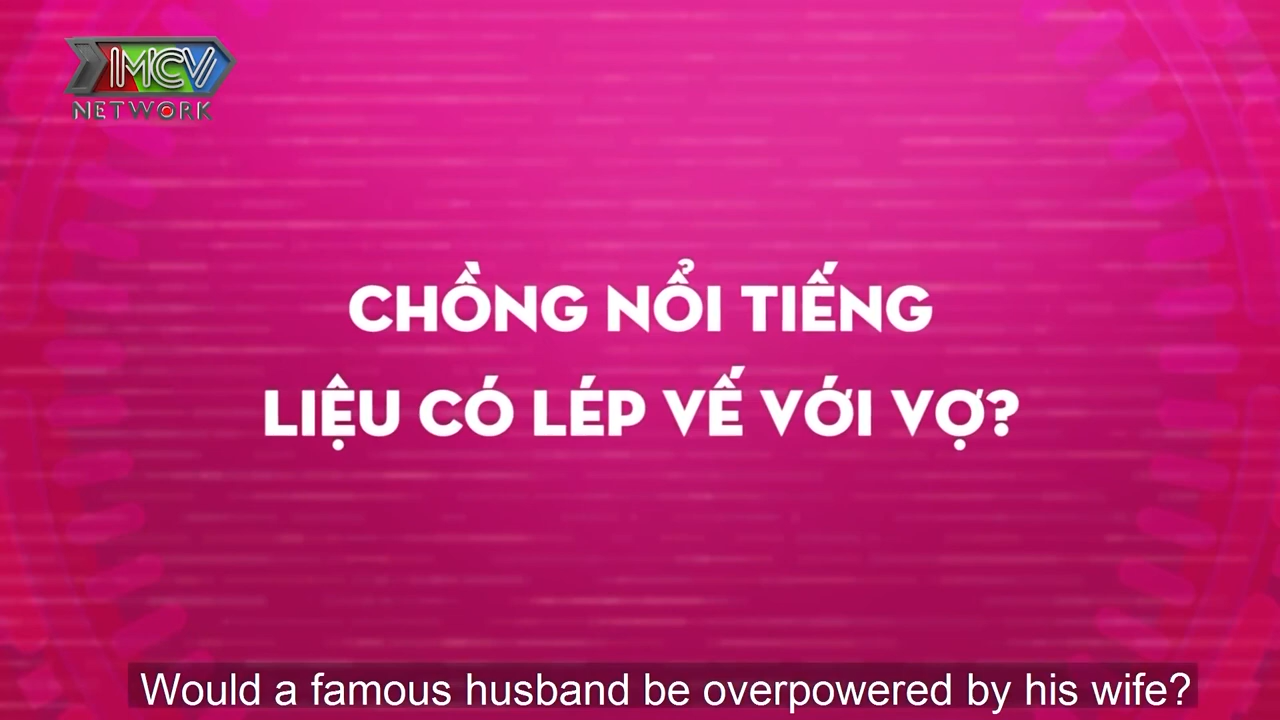 MCV
NETWORK
CHỒNG NỔI TIẾNG
LIỆU CÓ LÉP VẾ VỚI VỢ?
Would a famous husband be overpowered by his wife?